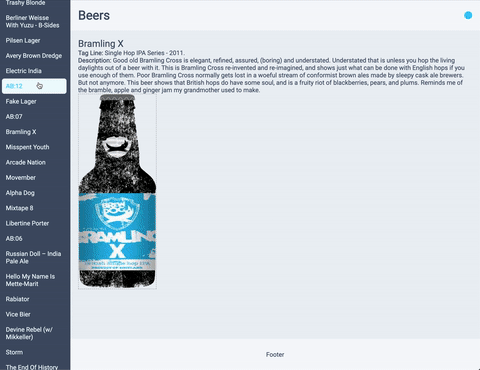 Trashy Blonde
Berliner Weisse
With Yuzu - B-Sides
Pilsen Lager
Avery Brown Dredge
Electric India
AB:12
Fake Lager
AB:07
Bramling X
Misspent Youth
Arcade Nation
Movember
Alpha Dog
Mixtape 8
Libertine Porter
AB:06
Russian Doll – India
Pale Ale
Hello My Name Is
Mette-Marit
Rabiator
Vice Bier
Devine Rebel (w/
Mikkeller)
Storm
The End Of History
Beers
Bramling X
Tag Line: Single Hop IPA Series - 2011.
Description: Good old Bramling Cross is elegant, refined, assured, (boring) and understated. Understated that is unless you hop the living
daylights out of a beer with it. This is Bramling Cross re-invented and re-imagined, and shows just what can be done with English hops if you
use enough of them. Poor Bramling Cross normally gets lost in a woeful stream of conformist brown ales made by sleepy cask ale brewers.
But not anymore. This beer shows that British hops do have some soul, and is a fruity riot of blackberries, pears, and plums. Reminds me of
the bramble, apple and ginger jam my grandmother used to make.
BREW
DOG
BRAMLING
X
Footer